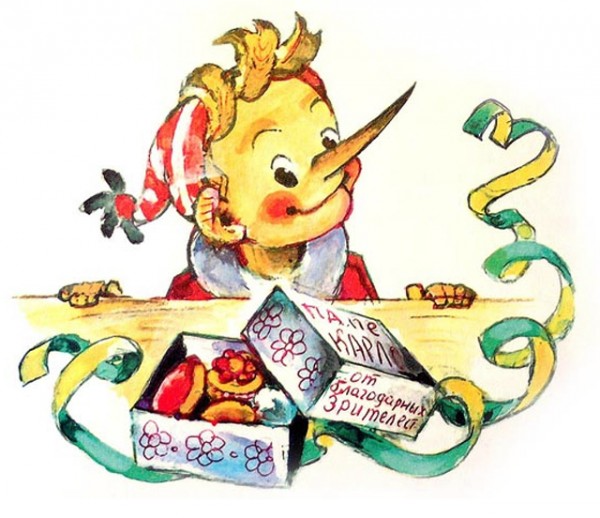 ПАПЕ
КАРЛО
от
благодарных
зрителей